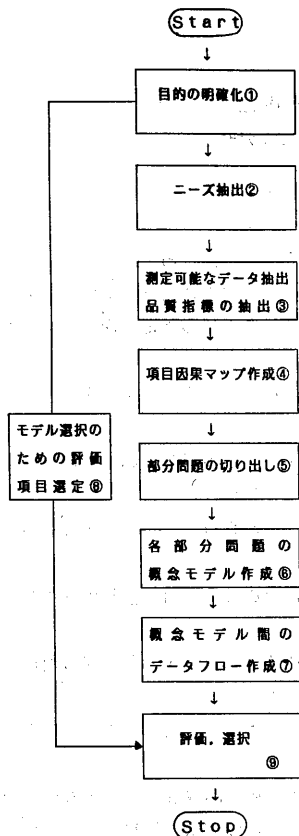 Start
目的の明確化①
ニーズ抽出②
測定可能なデータ抽出
品質指標の抽出③
項目因果マップ作成④
部分問題の切り出し⑤
各部分問題の
概念モデル作成⑥
概念モデル間の
データフロー作成⑦
モデル選択の
ための評価
項目選定⑧
評価，選択
⑨
Stop